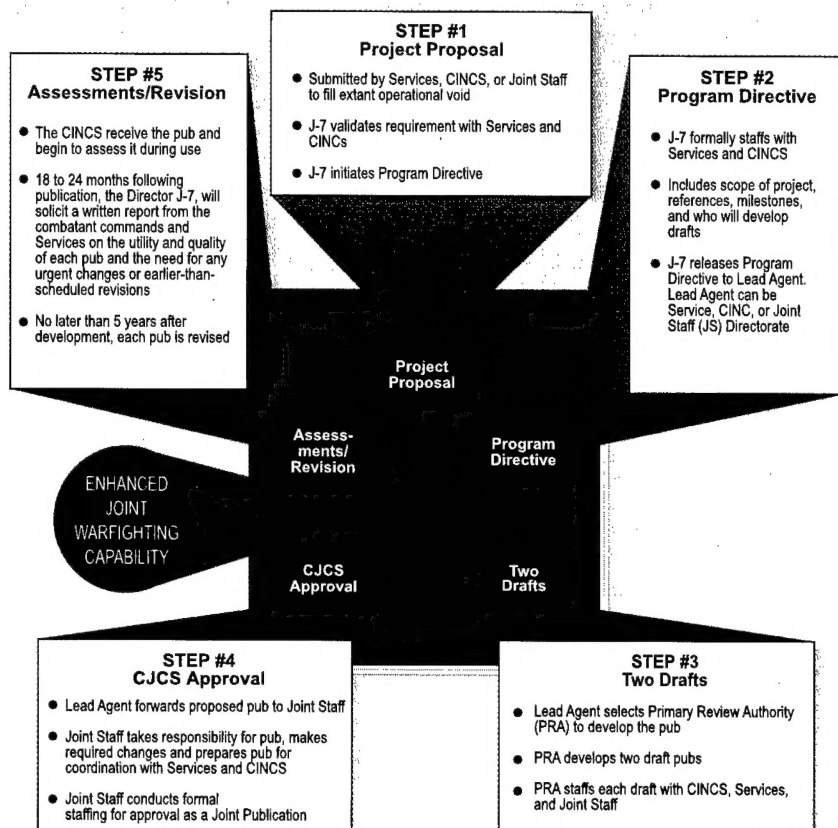 STEP #1
Project Proposal
● Submitted by Services, CINCS, or Joint Staff
to fill extant operational void
● J-7 validates requirement with Services and
CINCs
● J-7 initiates Program Directive
STEP #2
Program Directive
● J-7 formally staffs with
Services and CINCS
● Includes scope of project,
references, milestones,
and who will develop
drafts
● J-7 releases Program
Directive to Lead Agent.
Lead Agent can be
Service, CINC, or Joint
Staff (JS) Directorate
STEP #3
Two Drafts
● Lead Agent selects Primary Review Authority
(PRA) to develop the pub
● PRA develops two draft pubs
● PRA staffs each draft with CINCS, Services,
and Joint Staff
STEP #4
CJCS Approval
● Lead Agent forwards proposed pub to Joint Staff
● Joint Staff takes responsibility for pub, makes
required changes and prepares pub for
coordination with Services and CINCS
● Joint Staff conducts formal
staffing for approval as a Joint Publication
STEP #5
Assessments/Revision
● The CINCS receive the pub and
begin to assess it during use
● 18 to 24 months following
publication, the Director J-7, will
solicit a written report from the
combatant commands and
Services on the utility and quality
of each pub and the need for any
urgent changes or earlier-than-
scheduled revisions
● No later than 5 years after
development, each pub is revised
Project
Proposal
Assess-
ments/
Revision
Program
Directive
CJCS
Approval
Two
Drafts
ENHANCED
JOINT
WARFIGHTING
CAPABILITY